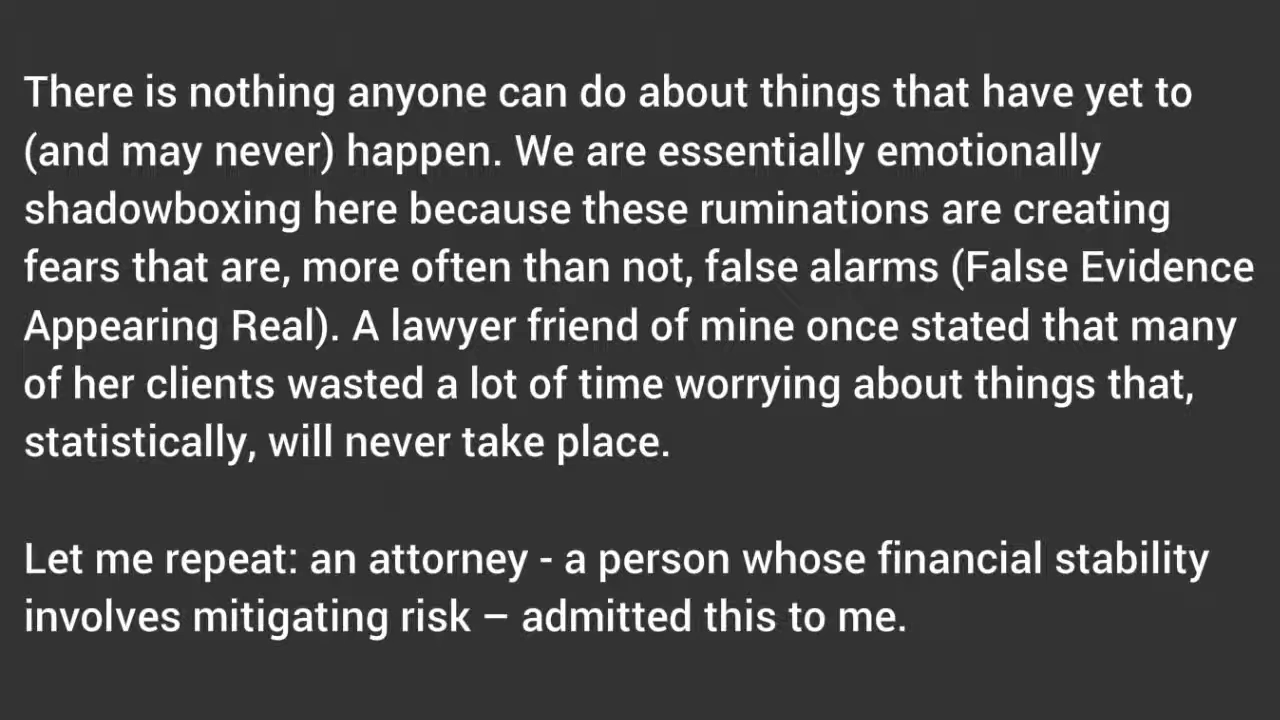 There is nothing anyone can do about things that have yet to
(and may never) happen. We are essentially emotionally
shadowboxing here because these ruminations are creating
fears that are, more often than not, false alarms (False Evidence
Appearing Real). A lawyer friend of mine once stated that many
of her clients wasted a lot of time worrying about things that,
statistically, will never take place.
Let me repeat: an attorney - a person whose financial stability
involves mitigating risk – admitted this to me.